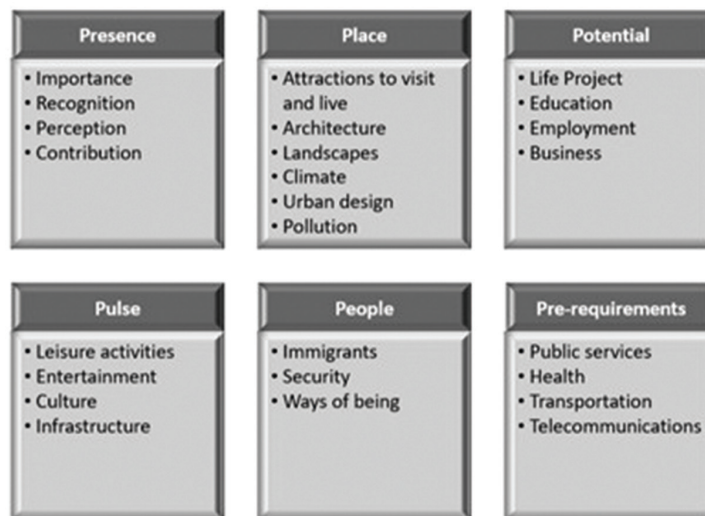 Presence
• Importance
• Recognition
• Perception
• Contribution
Place
• Attractions to visit
and live
• Architecture
• Landscapes
• Climate
• Urban design
• Pollution
Potential
• Life Project
• Education
• Employment
• Business
Pulse
• Leisure activities
• Entertainment
• Culture
• Infrastructure
People
• Immigrants
• Security
• Ways of being
Pre-requirements
• Public services
• Health
• Transportation
• Telecommunications